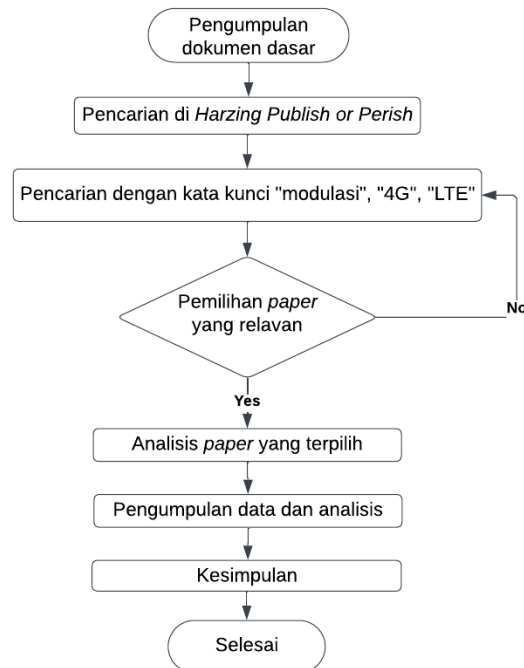 Pengumpulan
dokumen dasar
Pencarian di Harzing Publish or Perish
Pencarian dengan kata kunci "modulasi", "4G", "LTE"
Pemilihan paper
yang relavan
No
Yes
Analisis paper yang terpilih
Pengumpulan data dan analisis
Kesimpulan
Selesai